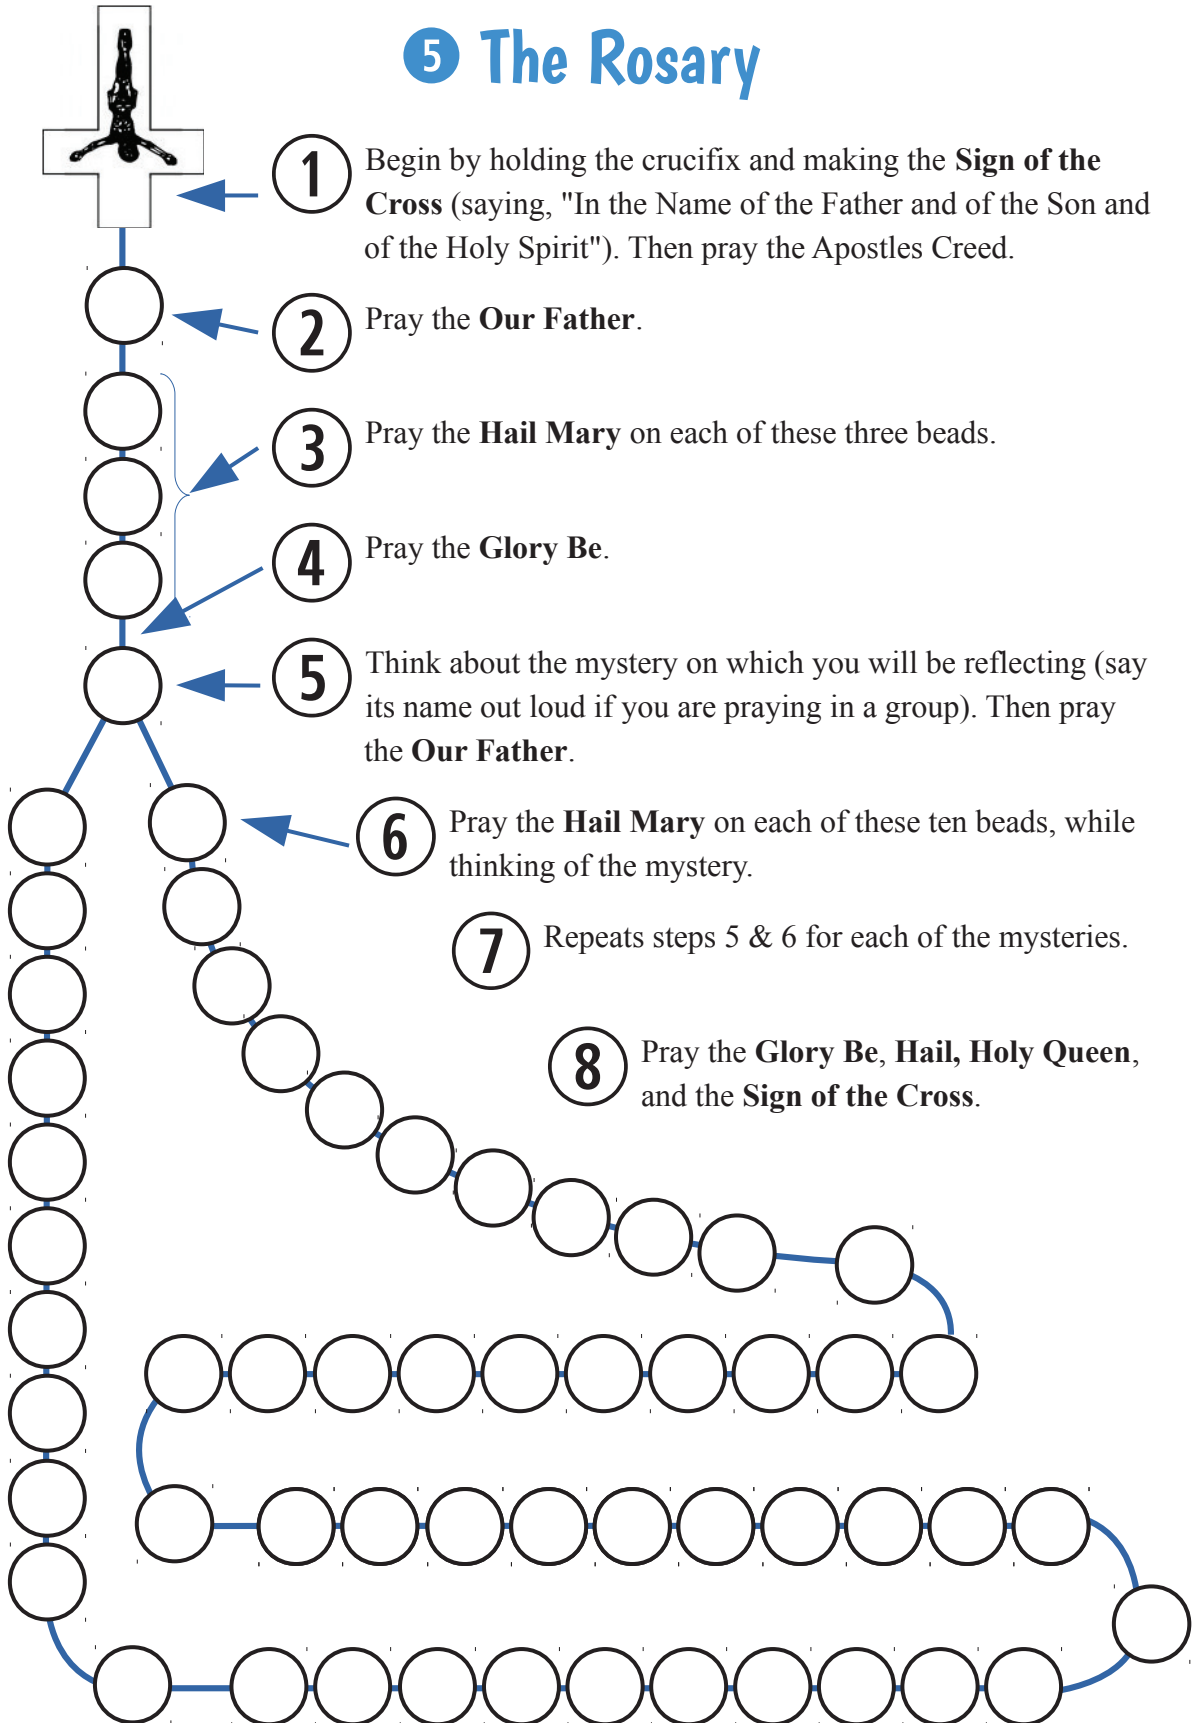 5 The Rosary
1 Begin by holding the crucifix and making the Sign of the
Cross (saying, "In the Name of the Father and of the Son and
of the Holy Spirit"). Then pray the Apostles Creed.
2 Pray the Our Father.
3 Pray the Hail Mary on each of these three beads.
4 Pray the Glory Be.
5 Think about the mystery on which you will be reflecting (say
its name out loud if you are praying in a group). Then pray
the Our Father.
6 Pray the Hail Mary on each of these ten beads, while
thinking of the mystery.
7 Repeats steps 5 & 6 for each of the mysteries.
8 Pray the Glory Be, Hail, Holy Queen,
and the Sign of the Cross.